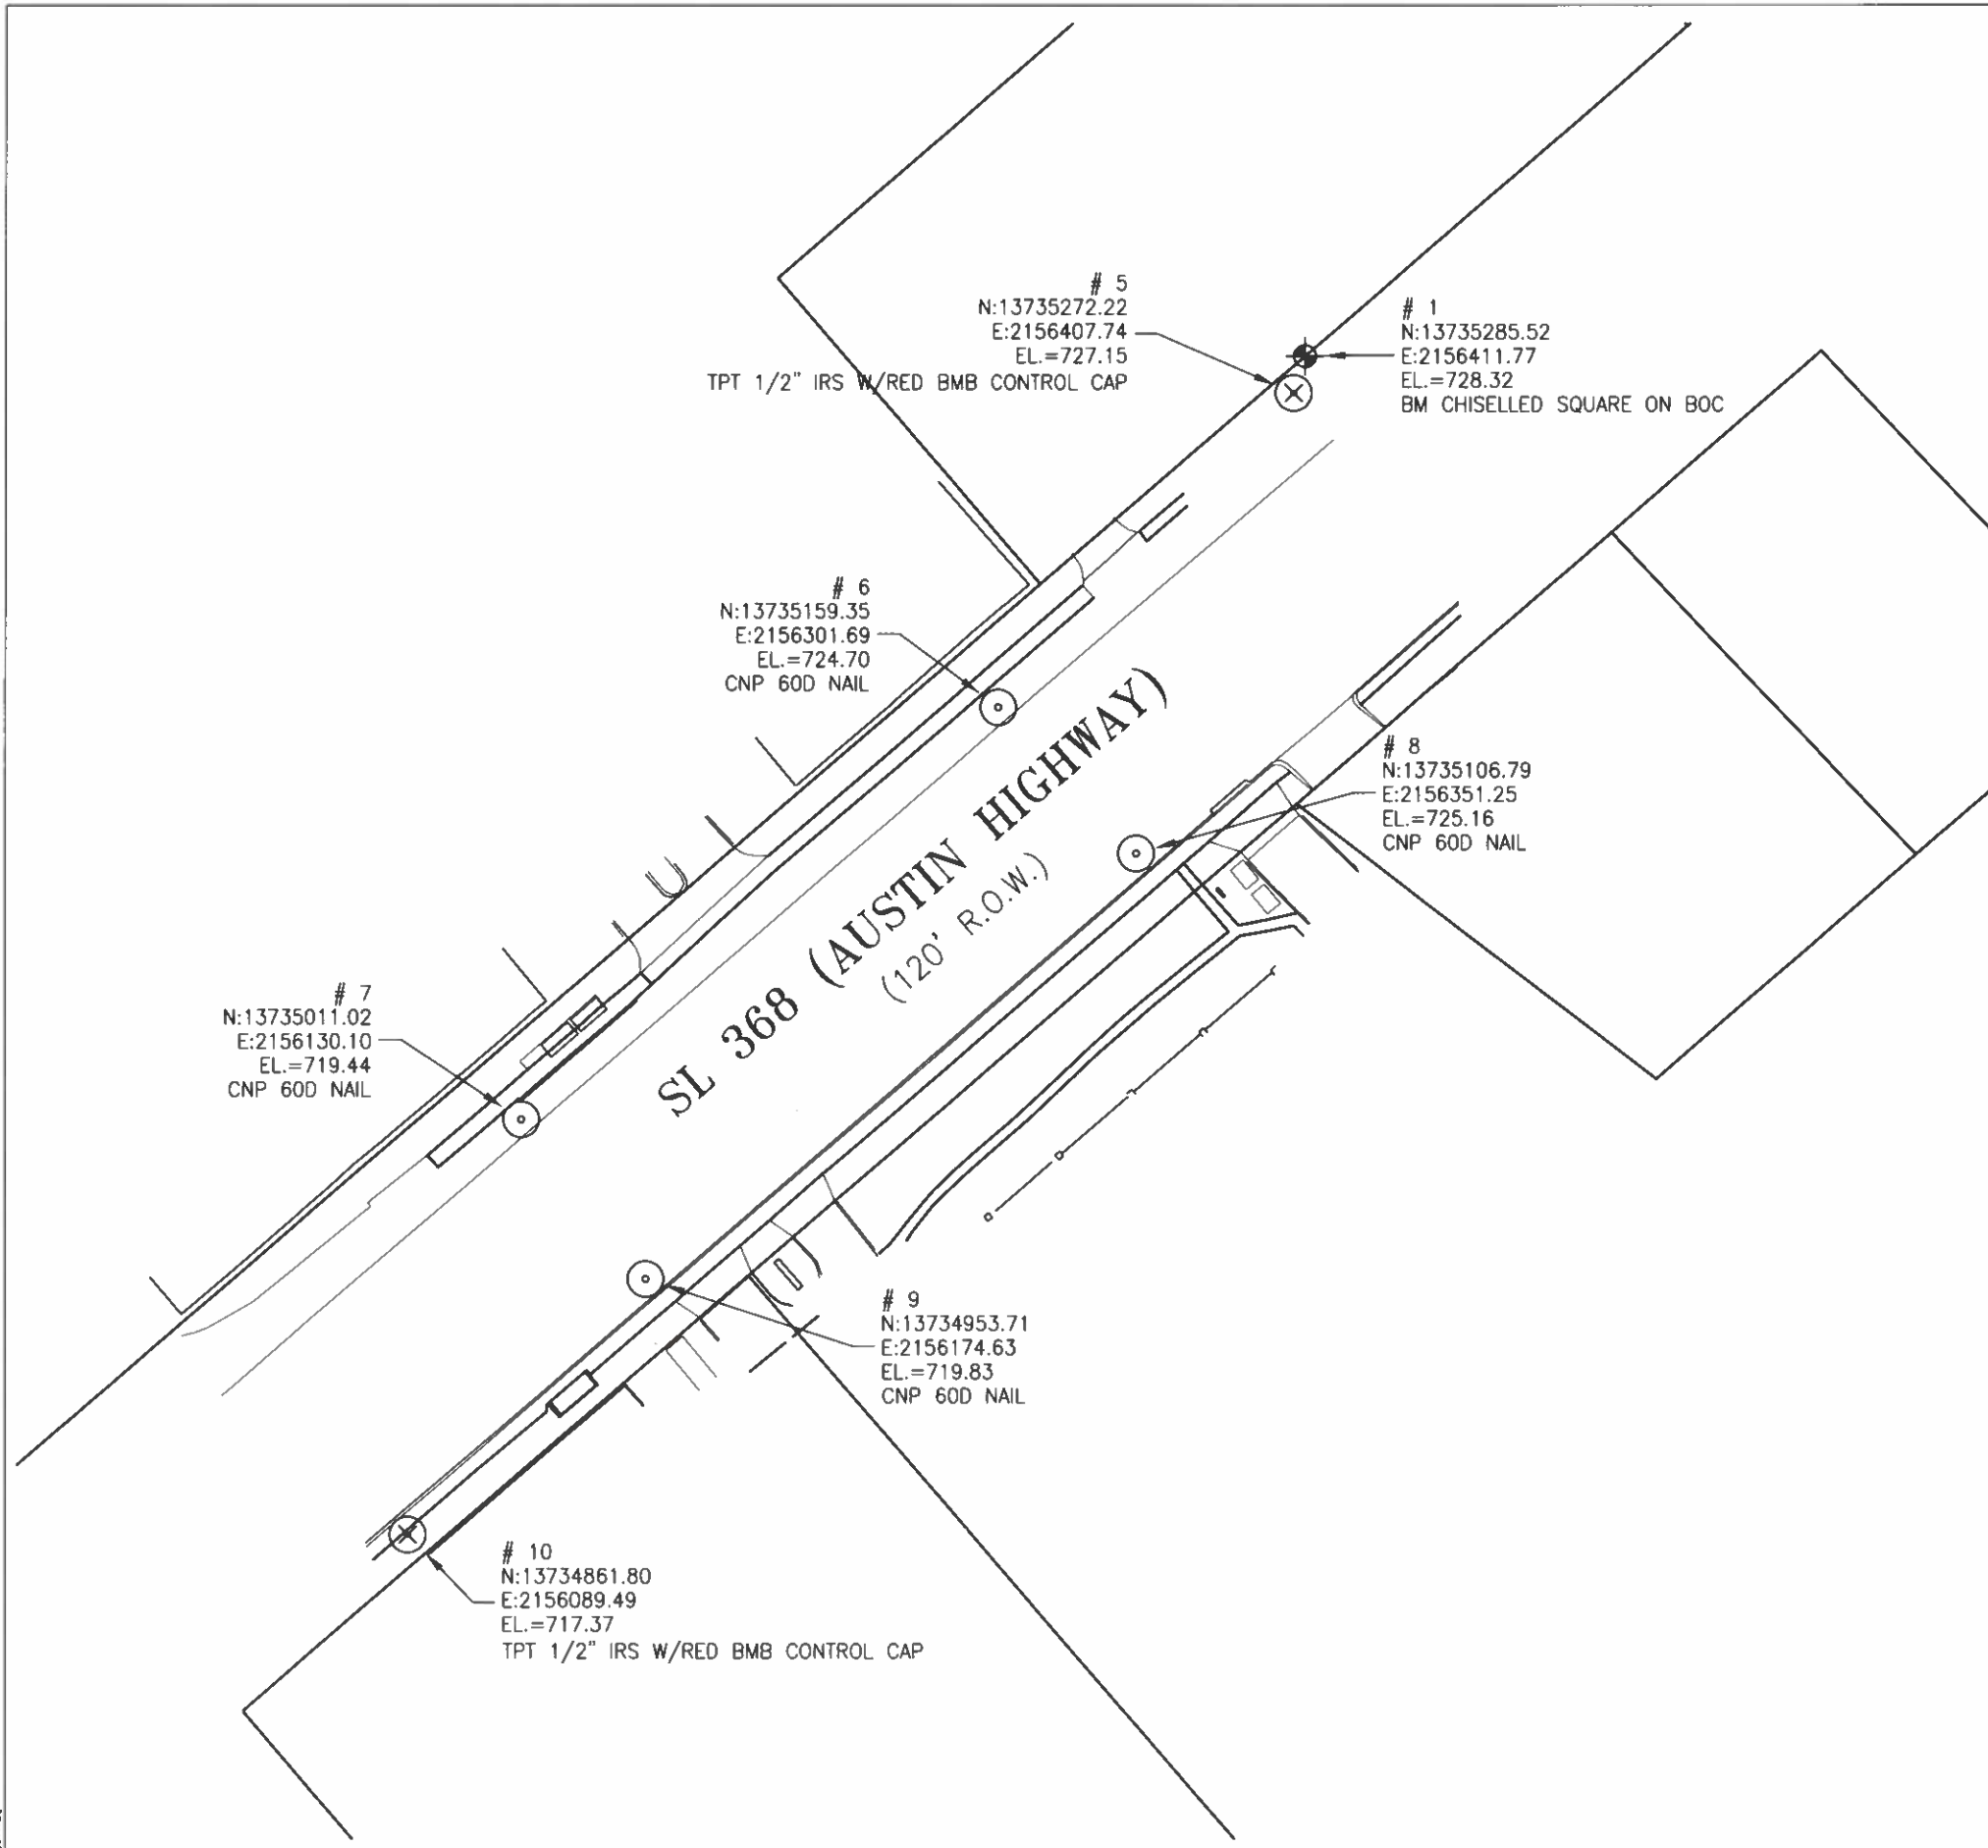 # 5
N:13735272.22
E:2156407.74
EL.=727.15
TPT 1/2" IRS W/RED BMB CONTROL CAP
# 1
N:13735285.52
E:2156411.77
EL.=728.32
BM CHISELLED SQUARE ON BOC
# 6
N:13735159.35
E:2156301.69
EL.=724.70
CNP 60D NAIL
# 8
N:13735106.79
E:2156351.25
EL.=725.16
CNP 60D NAIL
SL 368 (AUSTIN HIGHWAY)
(120' R.O.W.)
# 7
N:13735011.02
E:2156130.10
EL.=719.44
CNP 60D NAIL
# 9
N:13734953.71
E:2156174.63
EL.=719.83
CNP 60D NAIL
# 10
N:13734861.80
E:2156089.49
EL.=717.37
TPT 1/2" IRS W/RED BMB CONTROL CAP